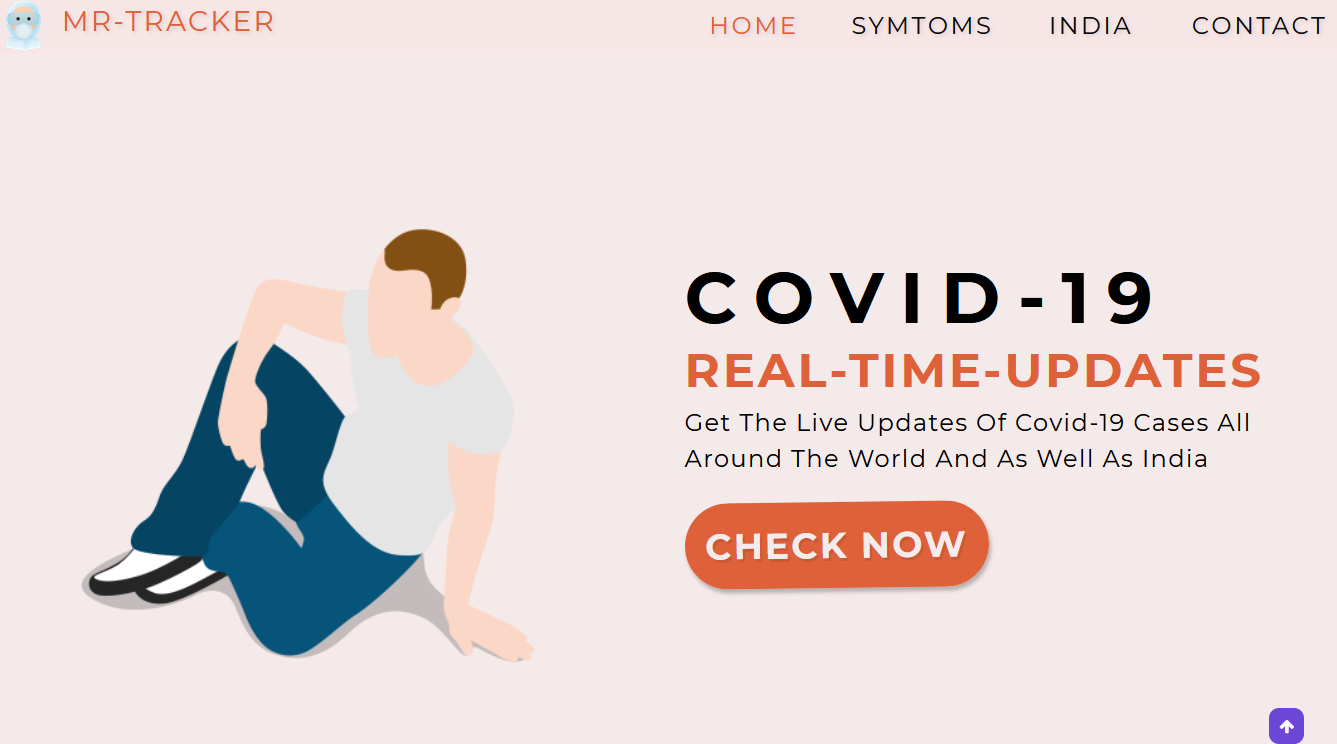 MR-TRACKER
HOME SYMTOMS INDIA CONTACT
COVID-19
REAL-TIME-UPDATES
Get The Live Updates Of Covid-19 Cases All
Around The World And As Well As India
CHECK NOW